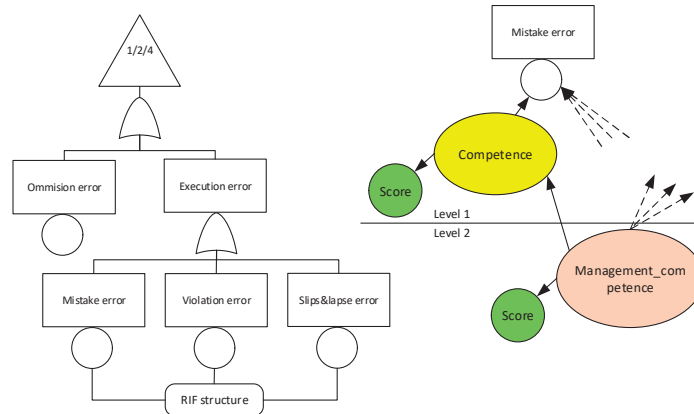 1/2/4
Ommision error
Execution error
Mistake error
Violation error
Slips&lapse error
RIF structure
Mistake error
Competence
Score
Level 1
Level 2
Management_com
petence
Score